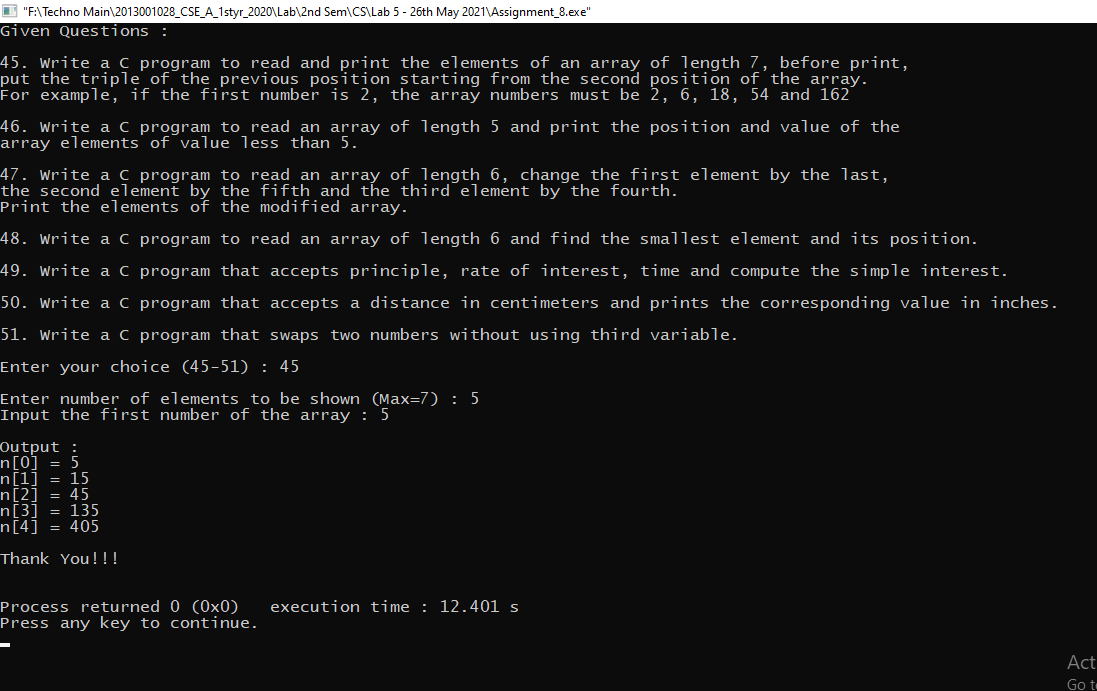 "F:\Techno Main\2013001028_CSE_A_1styr_2020\Lab\2nd Sem\CS\Lab 5 - 26th May 2021\Assignment_8.exe"
Given Questions :
45. Write a C program to read and print the elements of an array of length 7, before print,
put the triple of the previous position starting from the second position of the array.
For example, if the first number is 2, the array numbers must be 2, 6, 18, 54 and 162
46. Write a C program to read an array of length 5 and print the position and value of the
array elements of value less than 5.
47. Write a C program to read an array of length 6, change the first element by the last,
the second element by the fifth and the third element by the fourth.
Print the elements of the modified array.
48. Write a C program to read an array of length 6 and find the smallest element and its position.
49. Write a C program that accepts principle, rate of interest, time and compute the simple interest.
50. Write a C program that accepts a distance in centimeters and prints the corresponding value in inches.
51. Write a C program that swaps two numbers without using third variable.
Enter your choice (45-51) : 45
Enter number of elements to be shown (Max=7) : 5
Input the first number of the array : 5
Output :
n[0] = 5
n[1] = 15
n[2] = 45
n[3] = 135
n[4] = 405
Thank You!!!
Process returned 0 (0x0)   execution time : 12.401 s
Press any key to continue.
Act
Go t